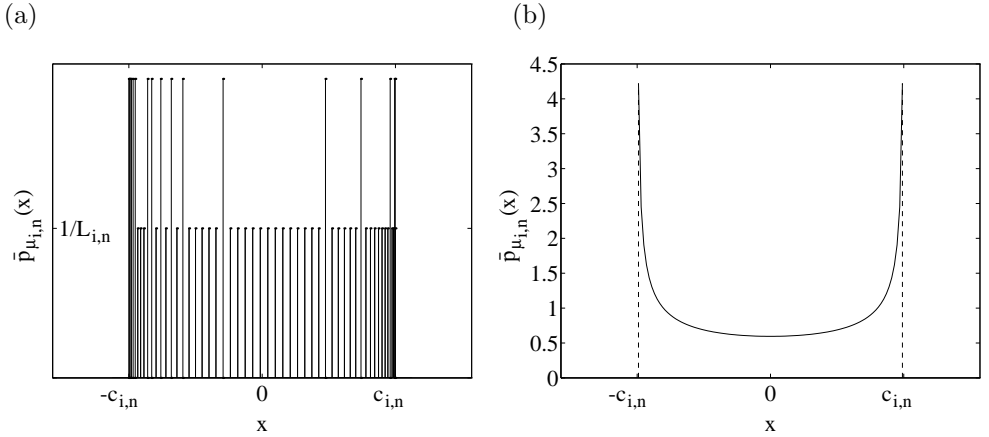 (a)
p̄μi,n(x)
1/Li,n
-ci,n 0 ci,n
x
(b)
p̄μi,n(x)
4.5
4
3.5
3
2.5
2
1.5
1
0.5
0
-ci,n 0 ci,n
x